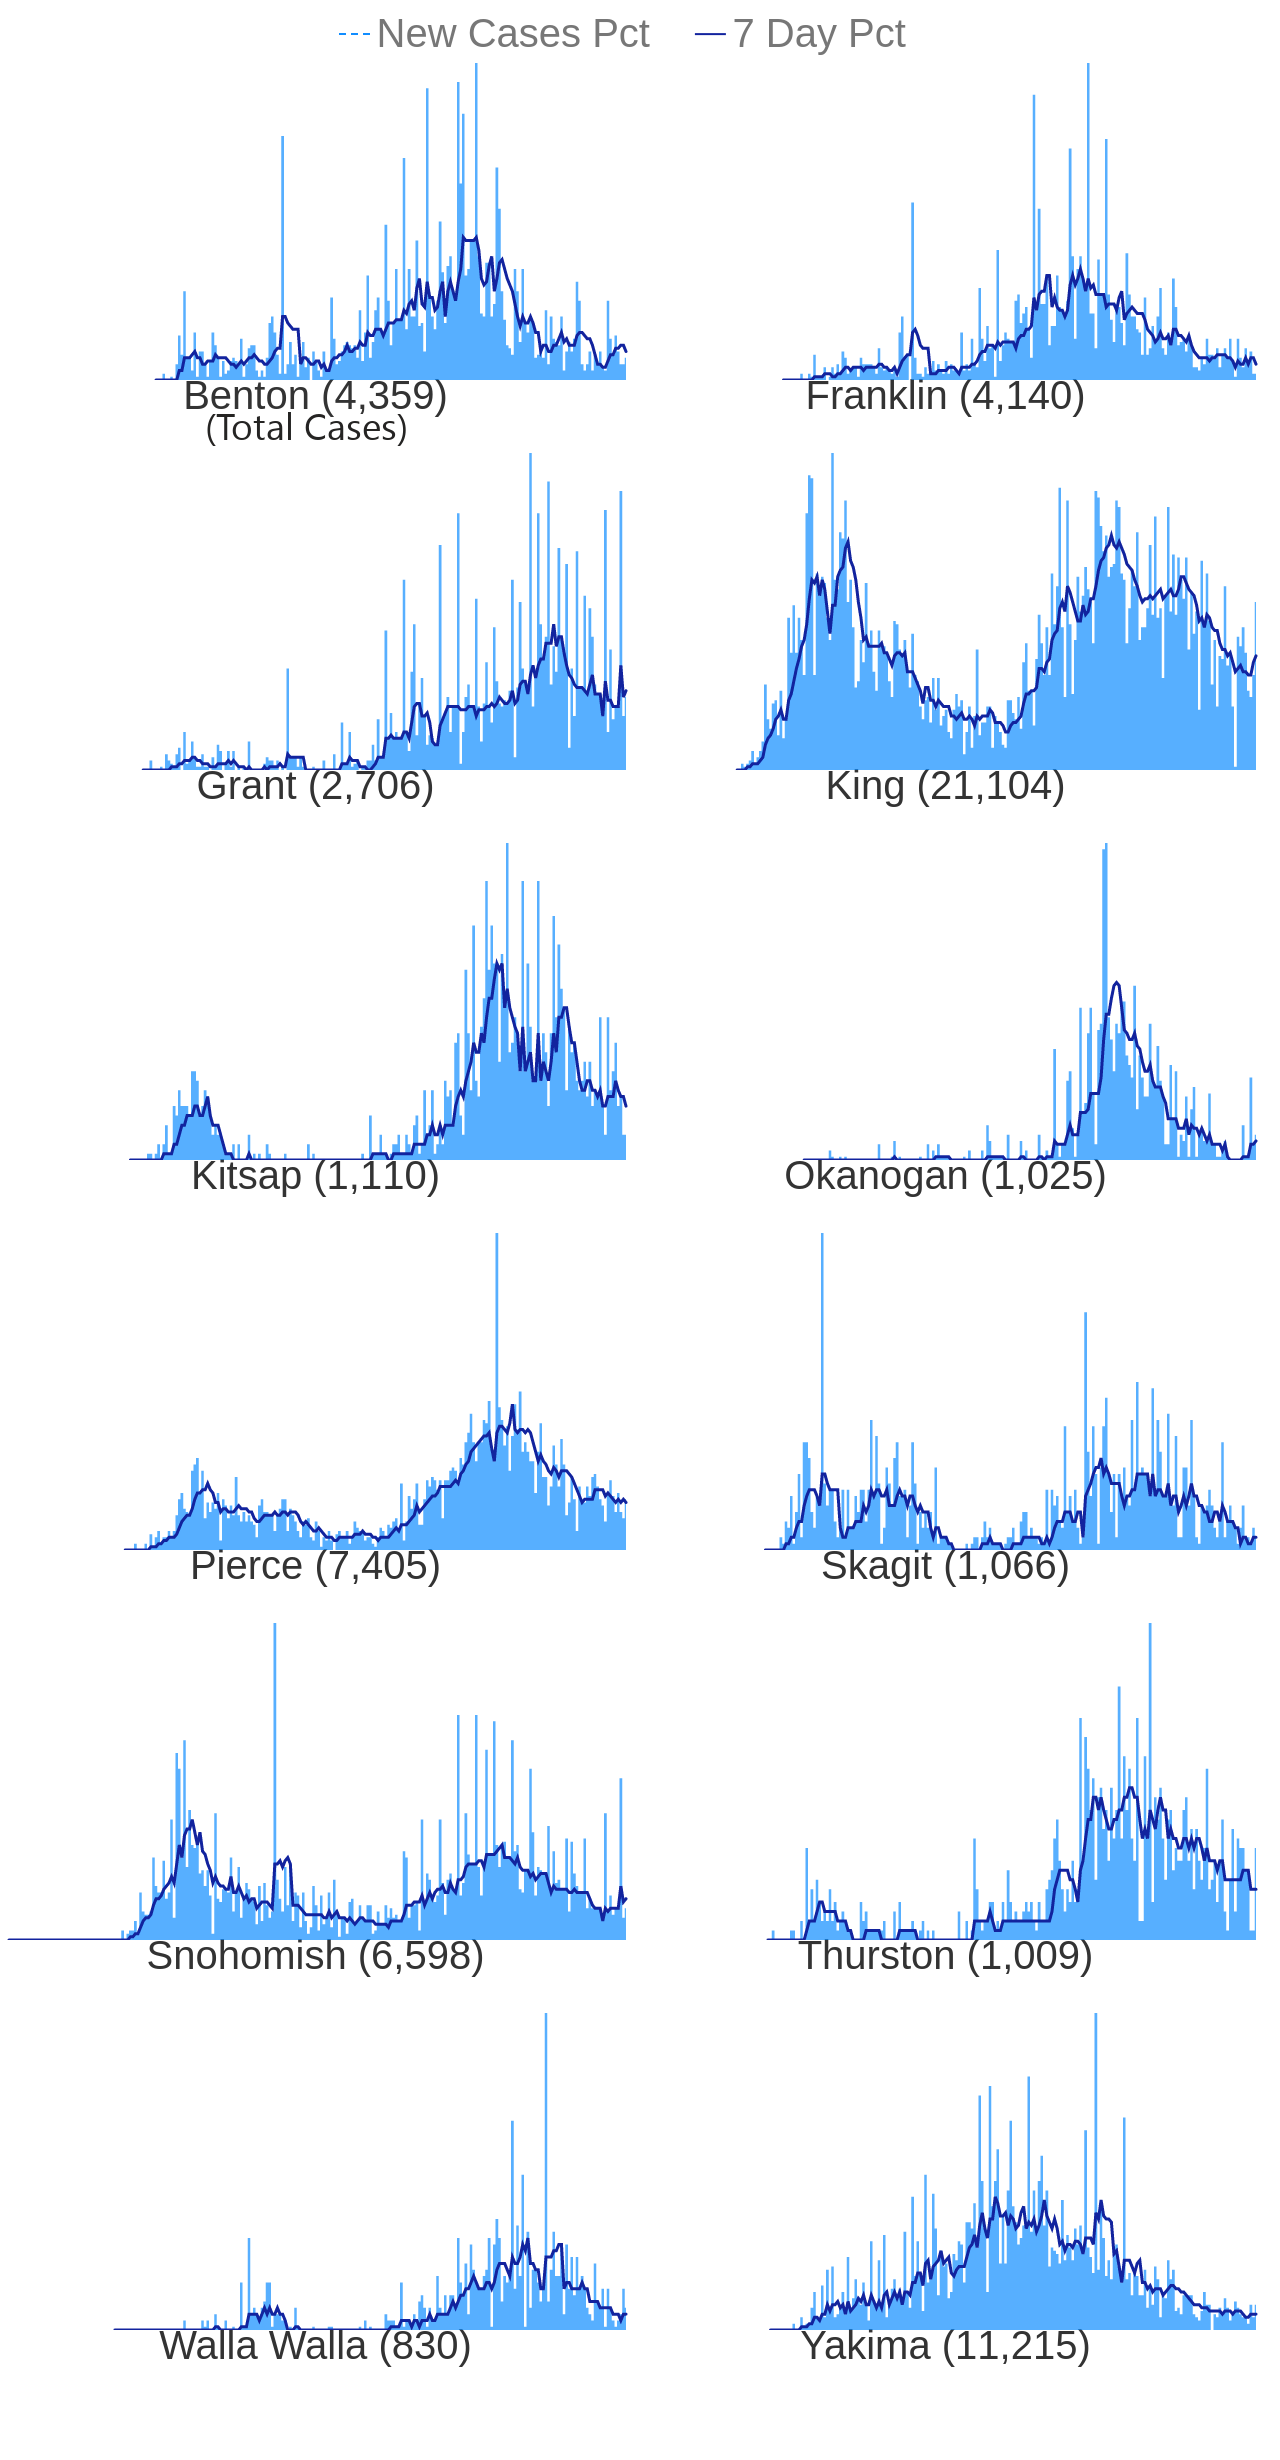 New Cases Pct 7 Day Pct
Benton (4,359) Franklin (4,140)
(Total Cases)
Grant (2,706) King (21,104)
Kitsap (1,110) Okanogan (1,025)
Pierce (7,405) Skagit (1,066)
Snohomish (6,598) Thurston (1,009)
Walla Walla (830) Yakima (11,215)